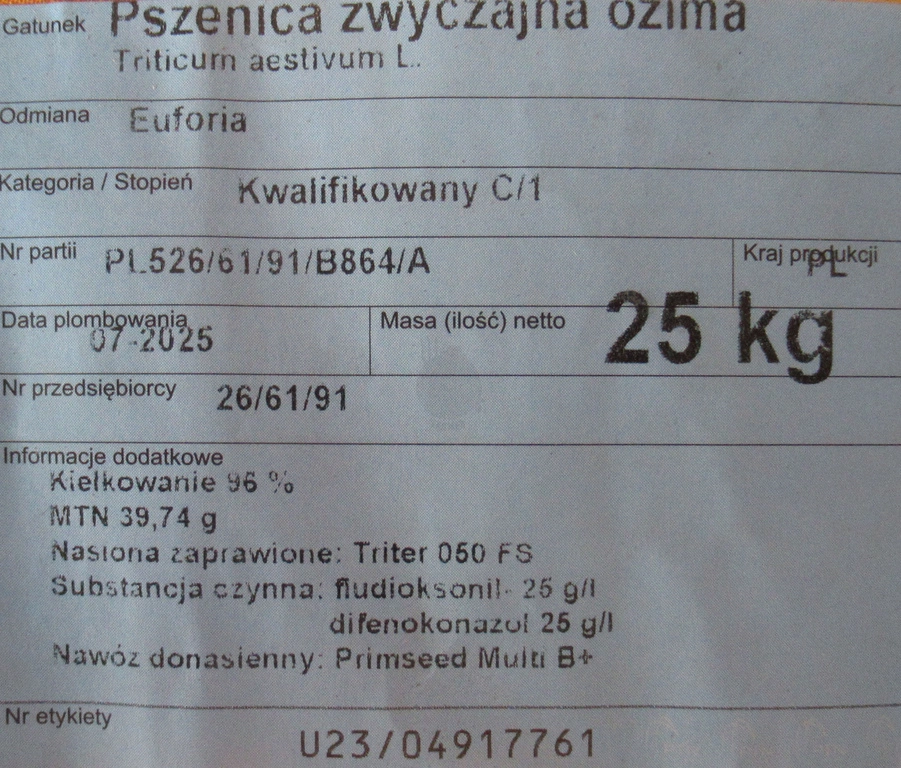 Gatunek Pszenica zwyczajna ozima
Triticum aestivum L.
Odmiana Euforia
Kategoria / Stopień Kwalifikowany C/1
Nr partii PL526/61/91/B864/A Kraj produkcji PL
Data plombowania 07-2025 Masa (ilość) netto 25 kg
Nr przedsiębiorcy 26/61/91
Informacje dodatkowe
Kiełkowanie 96 %
MTN 39,74 g
Nasiona zaprawione: Triter 050 FS
Substancja czynna: fludioksonil- 25 g/l
difenokonazol 25 g/l
Nawóz donasienny: Primseed Multi B+
Nr etykiety
U23/04917761